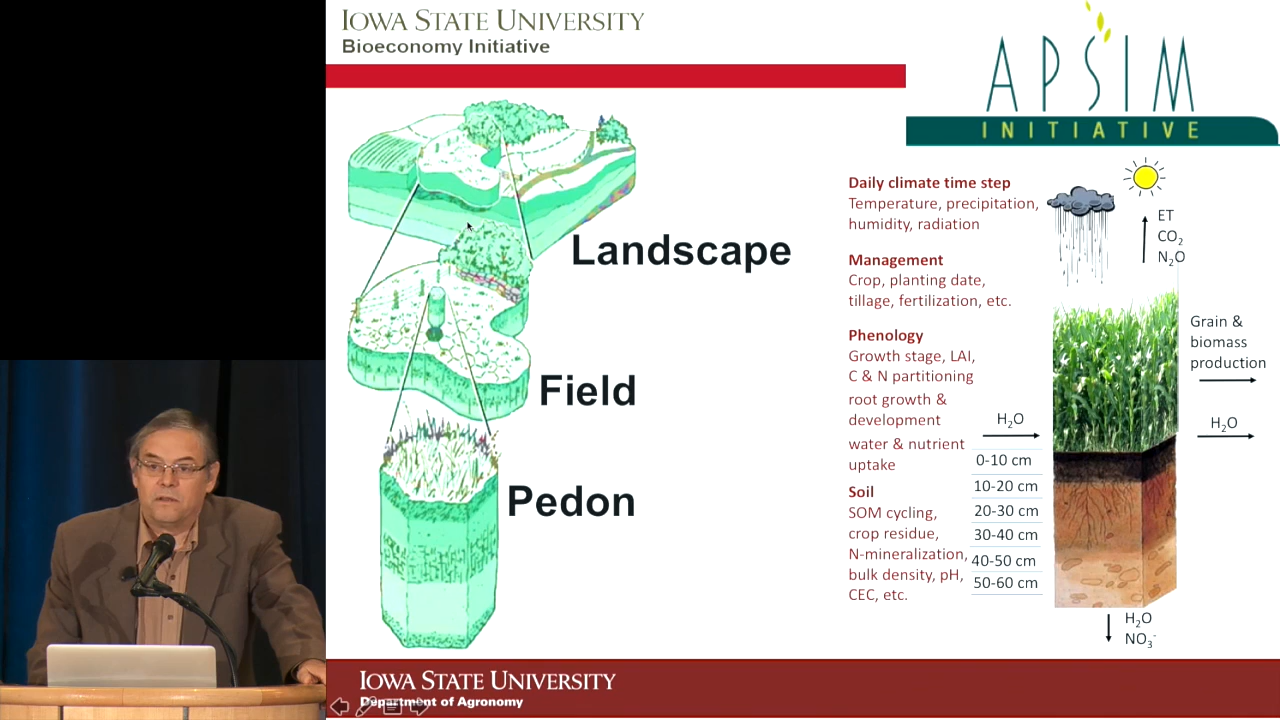 IOWA STATE UNIVERSITY
Bioeconomy Initiative
APSIM
INITIATIVE
Landscape
Field
Pedon
Daily climate time step
Temperature, precipitation,
humidity, radiation
Management
Crop, planting date,
tillage, fertilization, etc.
Phenology
Growth stage, LAI,
C & N partitioning
root growth &
development
water & nutrient
uptake
Soil
SOM cycling,
crop residue,
N-mineralization,
bulk density, pH,
CEC, etc.
H₂O
0-10 cm
10-20 cm
20-30 cm
30-40 cm
40-50 cm
50-60 cm
ET
CO₂
N₂O
Grain &
biomass
production
H₂O
H₂O
NO₃⁻
IOWA STATE UNIVERSITY
Department of Agronomy